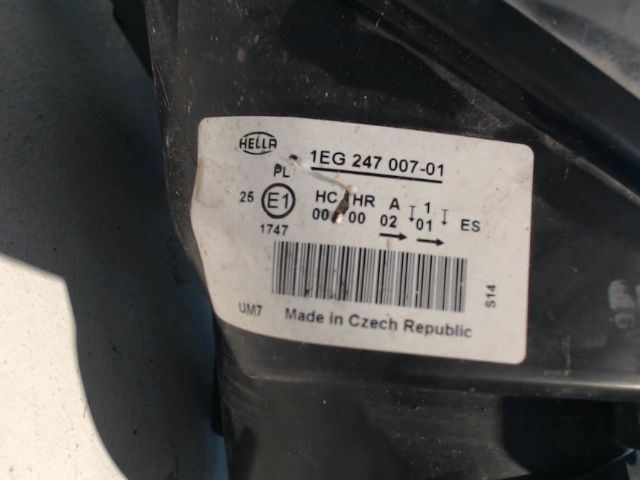 HELLA 1EG 247 007-01
PL
25 E1 HC HR A 1 ES
00 00 02 01
1747
S14
UM7 Made in Czech Republic